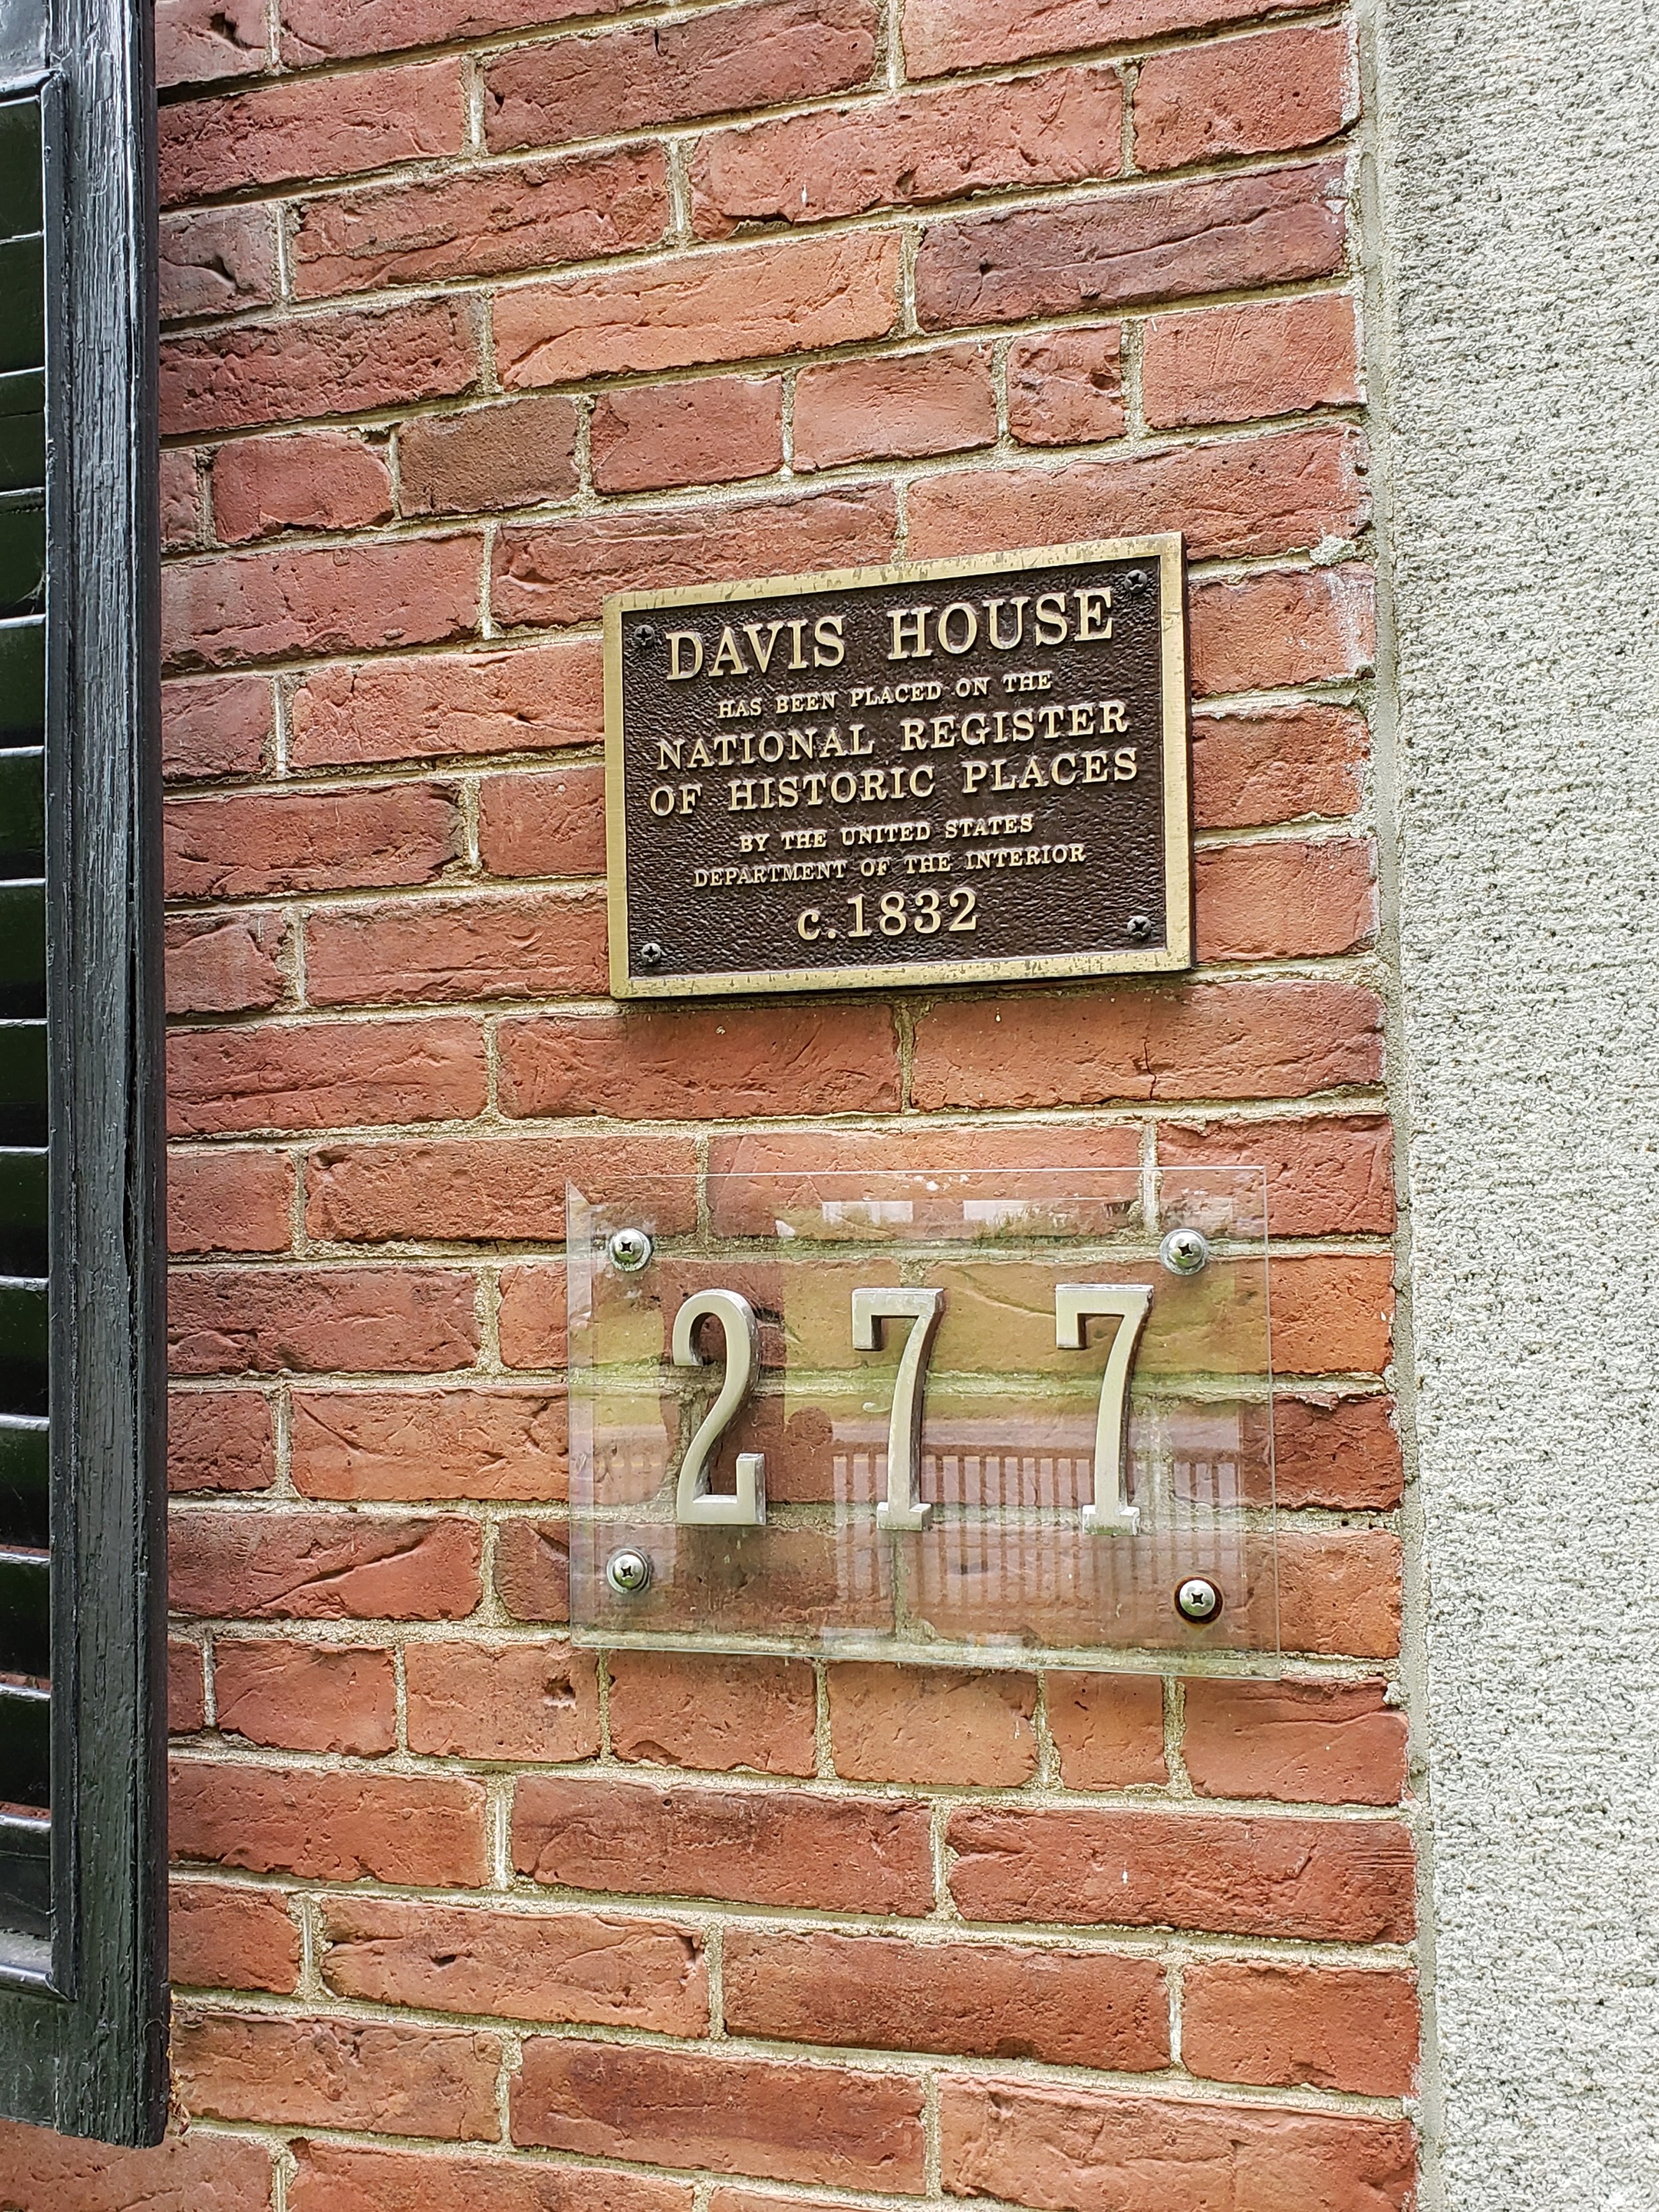 DAVIS HOUSE
HAS BEEN PLACED ON THE
NATIONAL REGISTER
OF HISTORIC PLACES
BY THE UNITED STATES
DEPARTMENT OF THE INTERIOR
c.1832
277